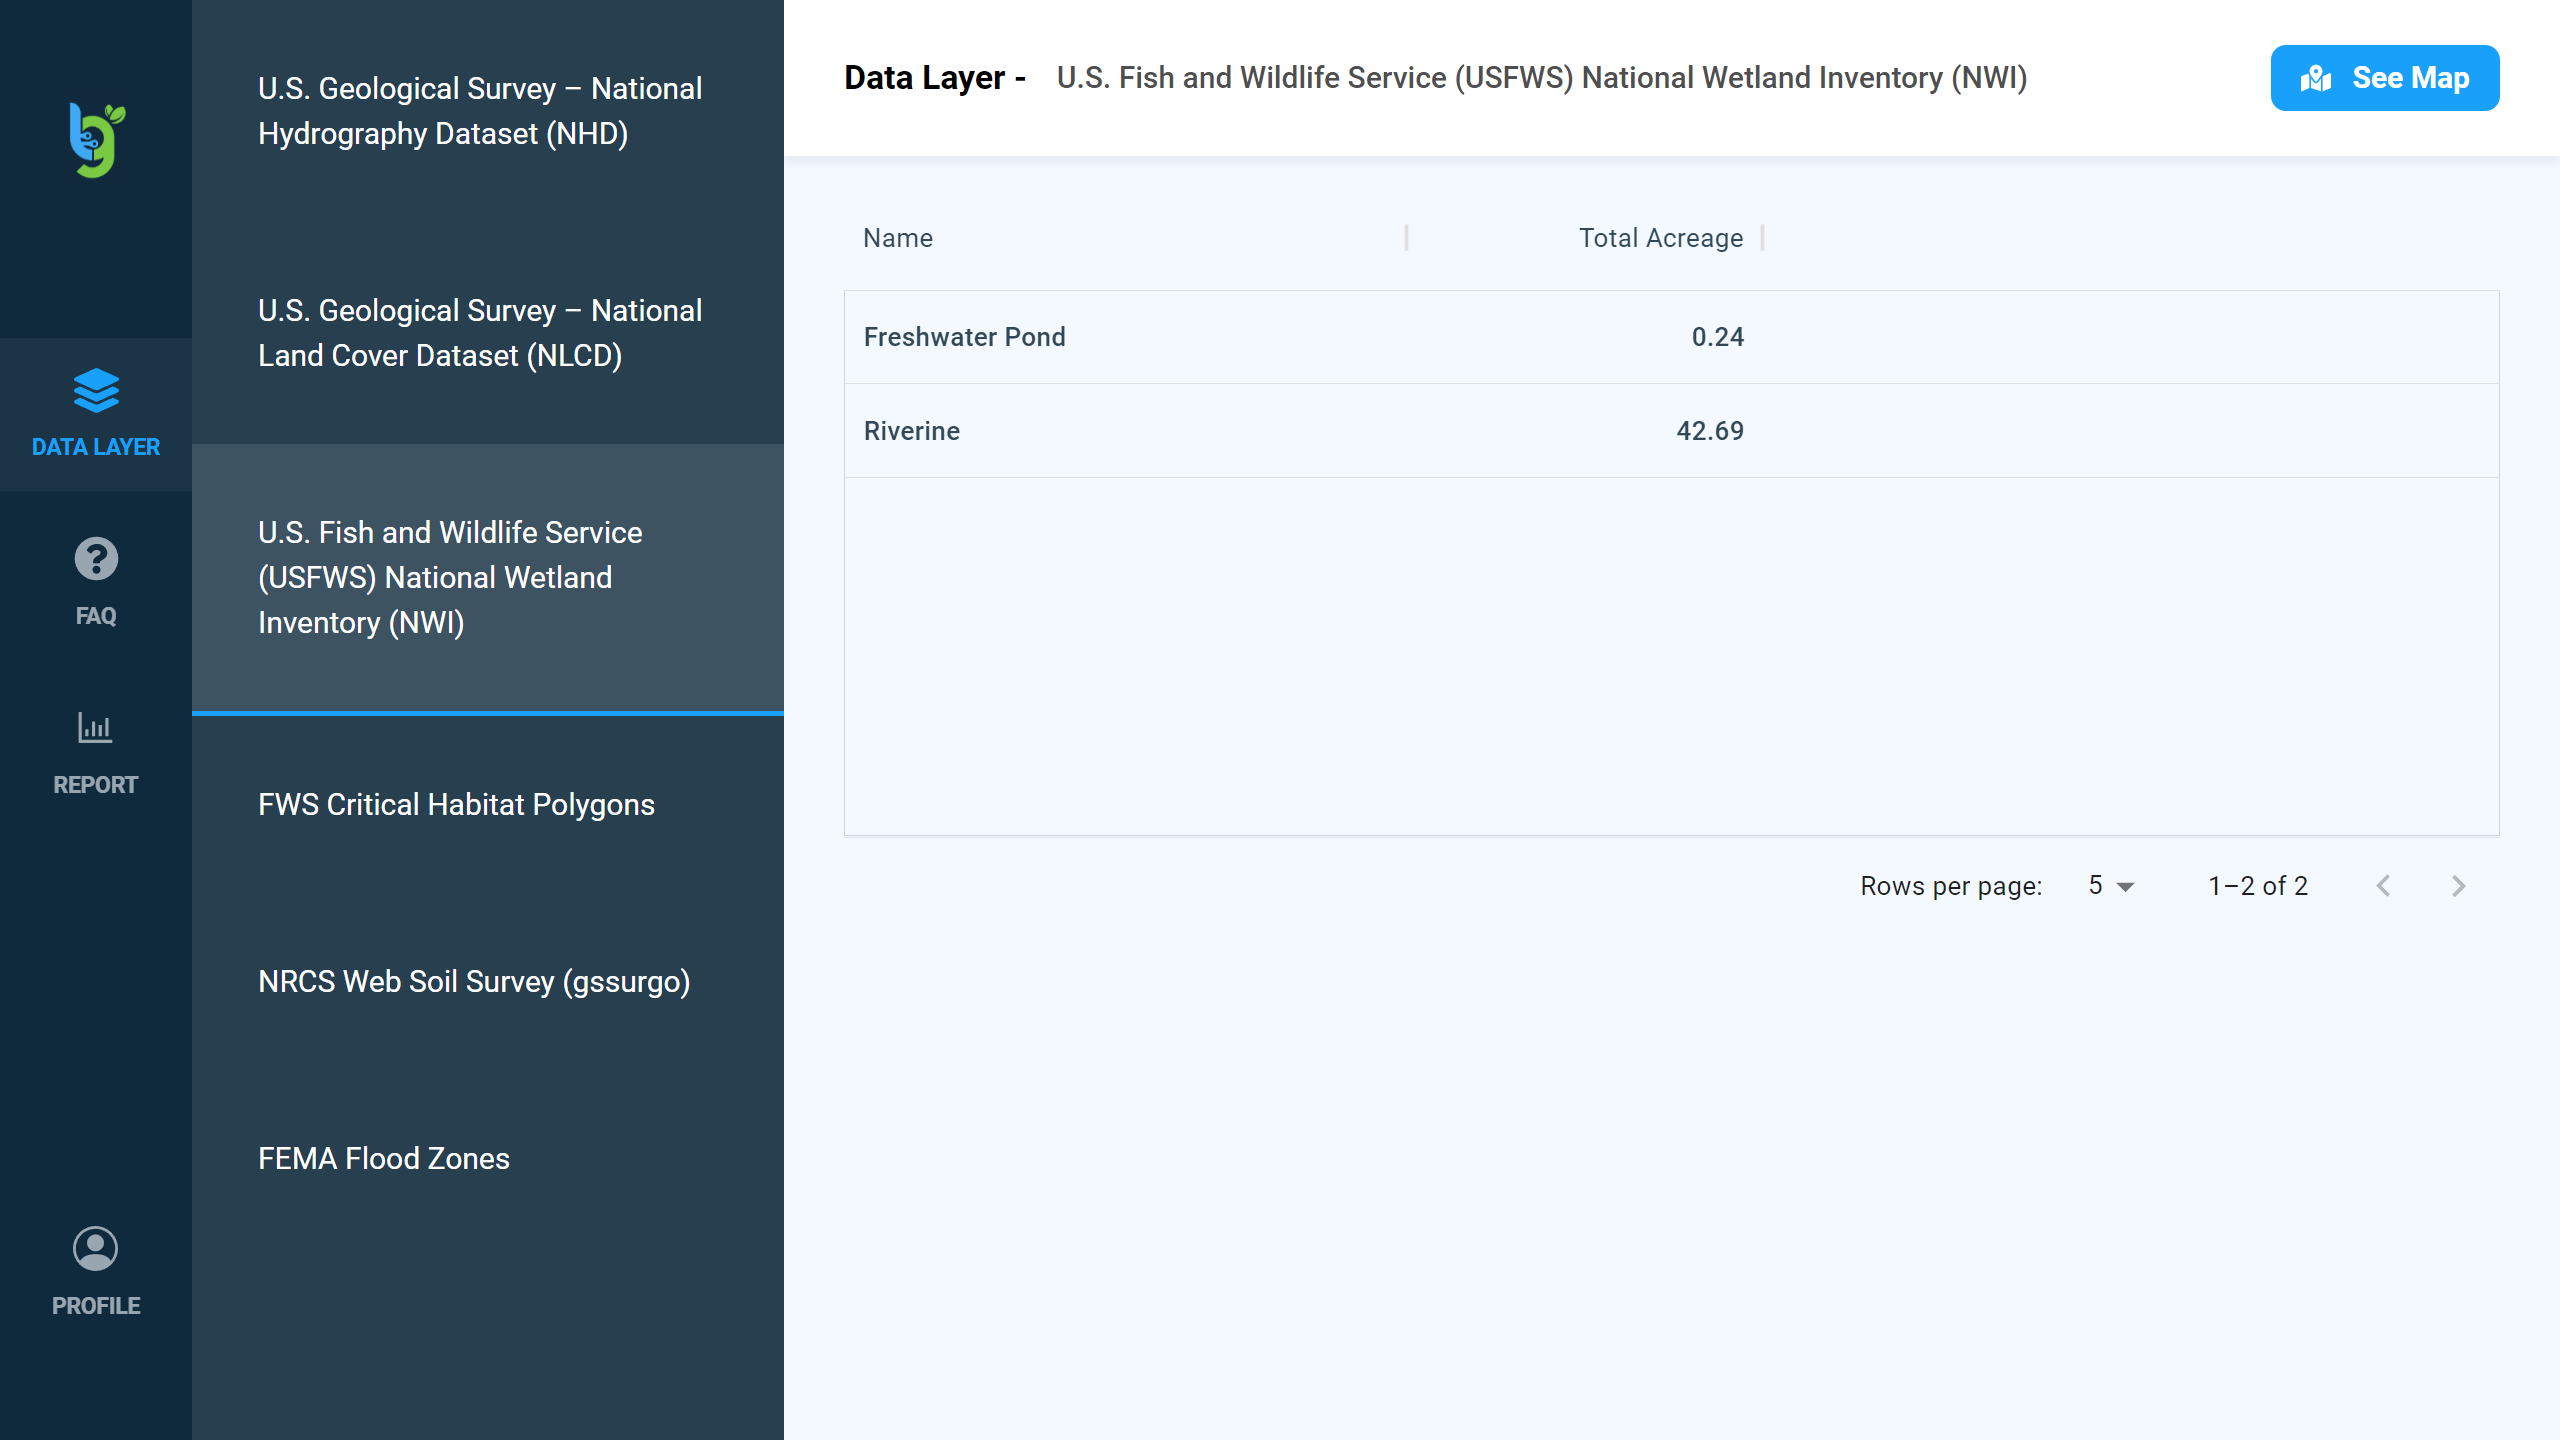 DATA LAYER
FAQ
REPORT
PROFILE
U.S. Geological Survey – National
Hydrography Dataset (NHD)
U.S. Geological Survey – National
Land Cover Dataset (NLCD)
U.S. Fish and Wildlife Service
(USFWS) National Wetland
Inventory (NWI)
FWS Critical Habitat Polygons
NRCS Web Soil Survey (gssurgo)
FEMA Flood Zones
Data Layer - U.S. Fish and Wildlife Service (USFWS) National Wetland Inventory (NWI)
See Map
Name Total Acreage
Freshwater Pond 0.24
Riverine 42.69
Rows per page: 5 1–2 of 2